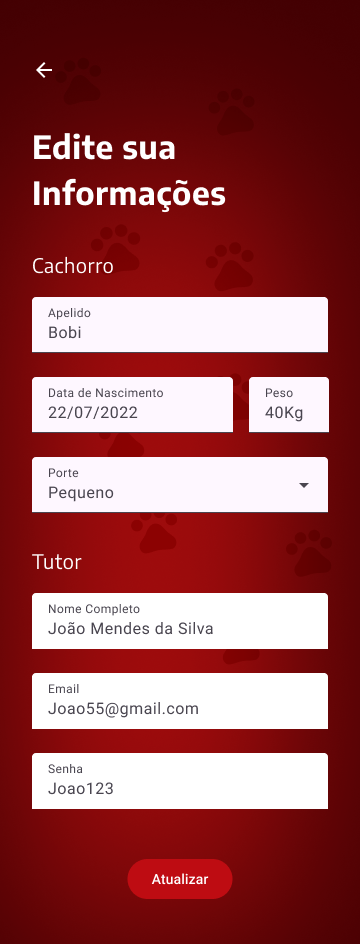 Edite sua
Informações
Cachorro
Apelido
Bobi
Data de Nascimento
22/07/2022
Peso
40Kg
Porte
Pequeno
Tutor
Nome Completo
João Mendes da Silva
Email
Joao55@gmail.com
Senha
Joao123
Atualizar